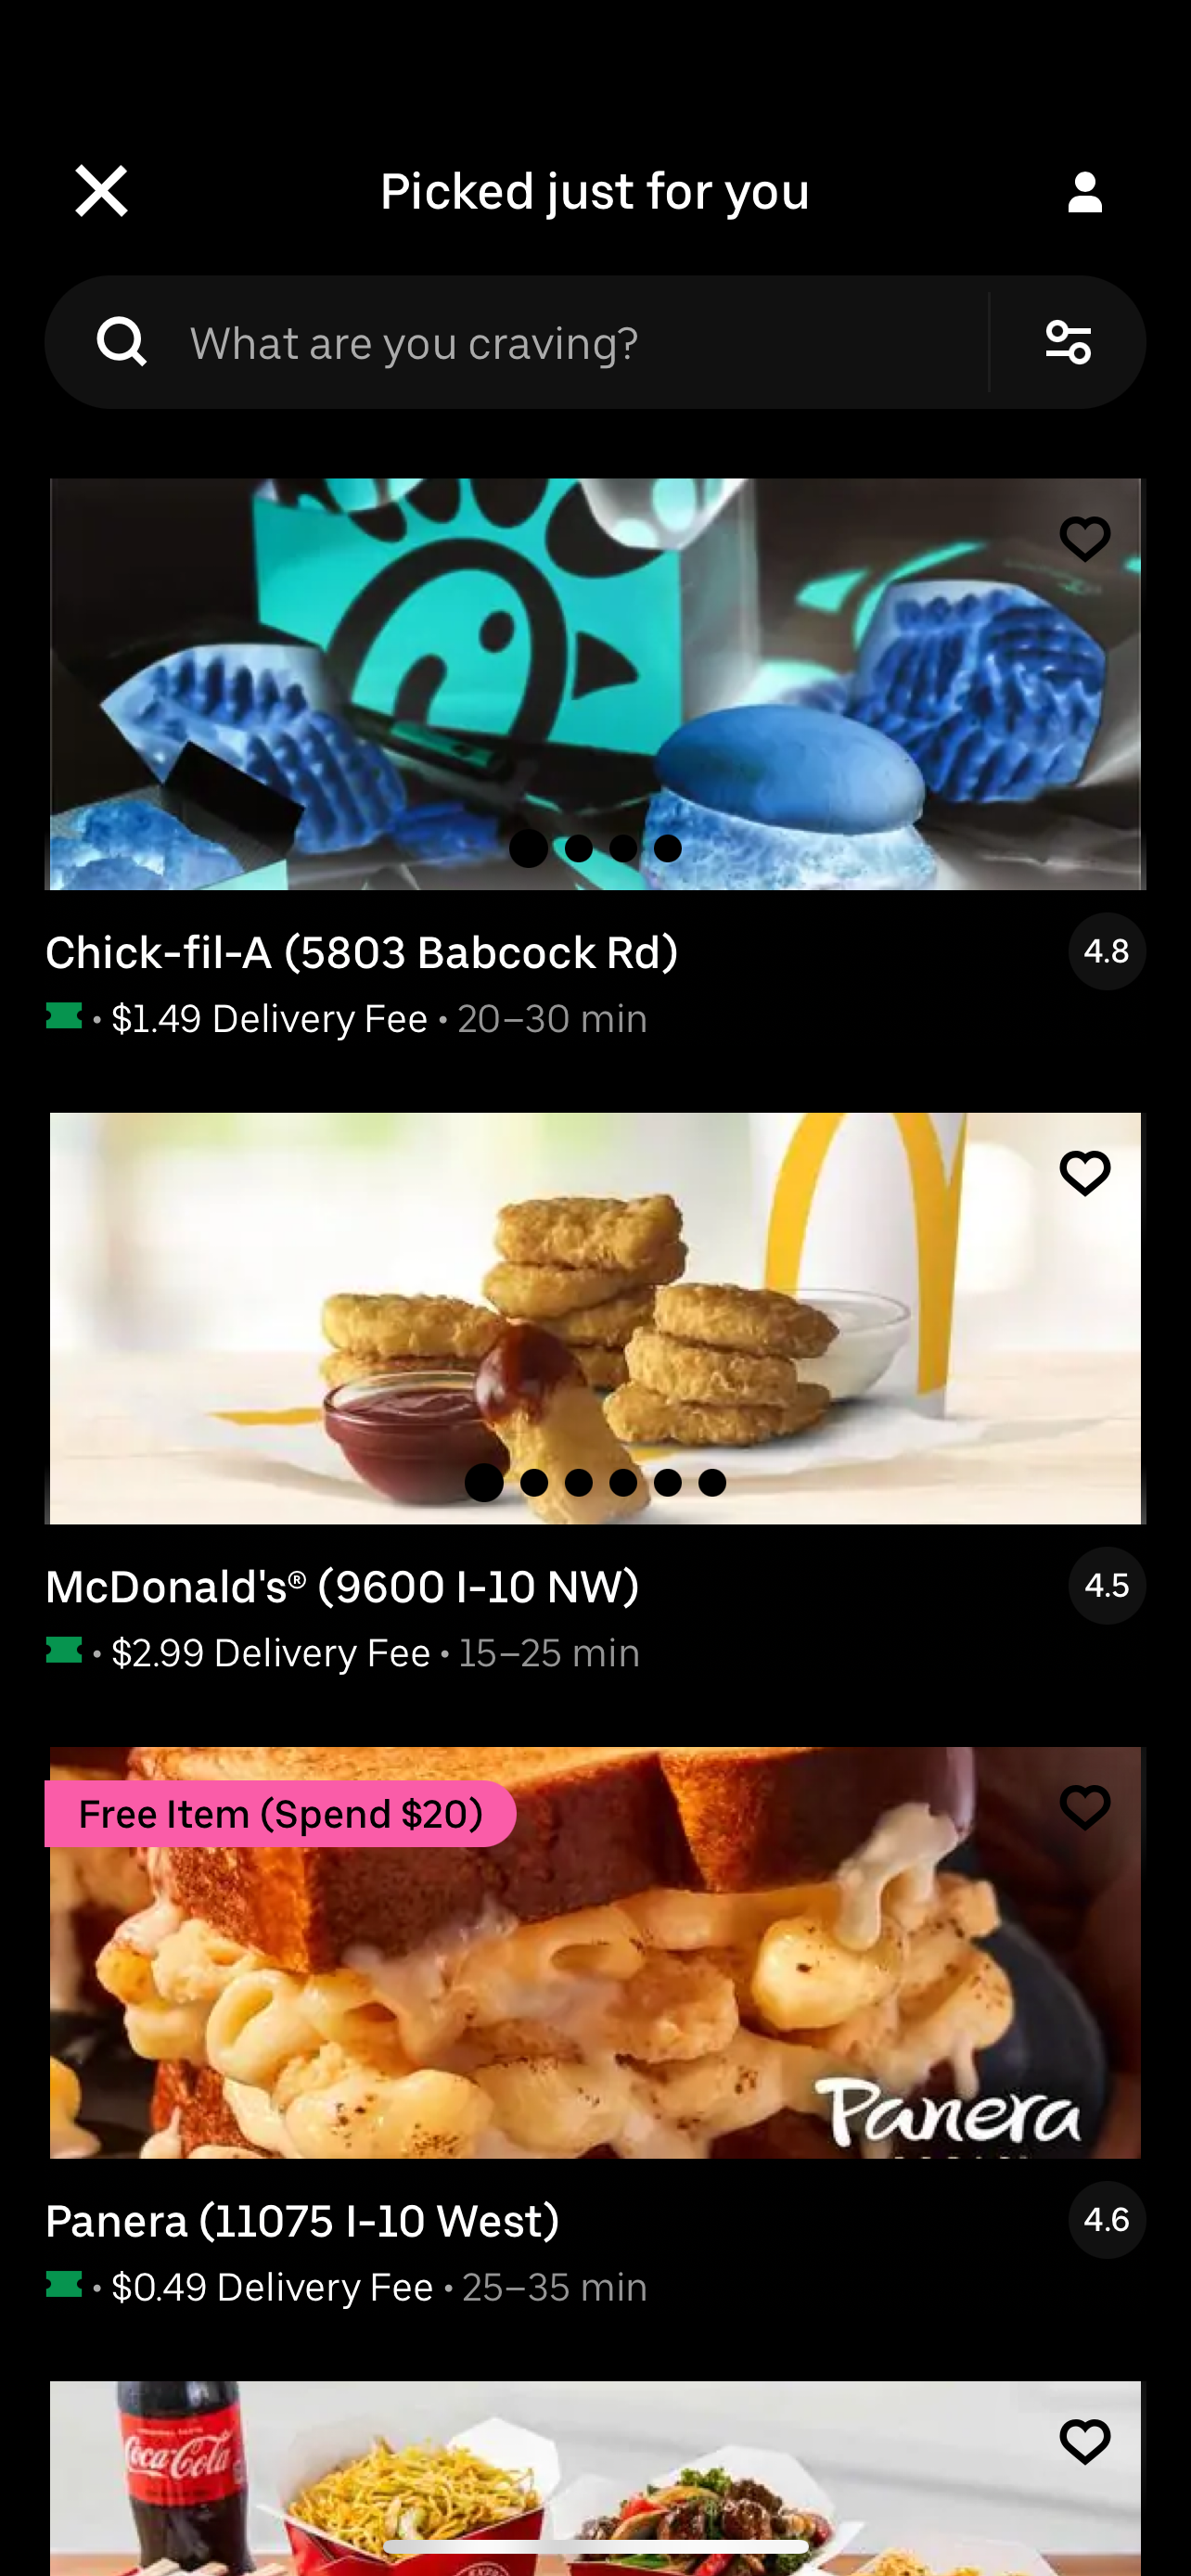 Picked just for you
What are you craving?
Chick-fil-A (5803 Babcock Rd)
4.8
• $1.49 Delivery Fee • 20–30 min
McDonald's® (9600 I-10 NW)
4.5
• $2.99 Delivery Fee • 15–25 min
Free Item (Spend $20)
Panera
Panera (11075 I-10 West)
4.6
• $0.49 Delivery Fee • 25–35 min
Coca-Cola